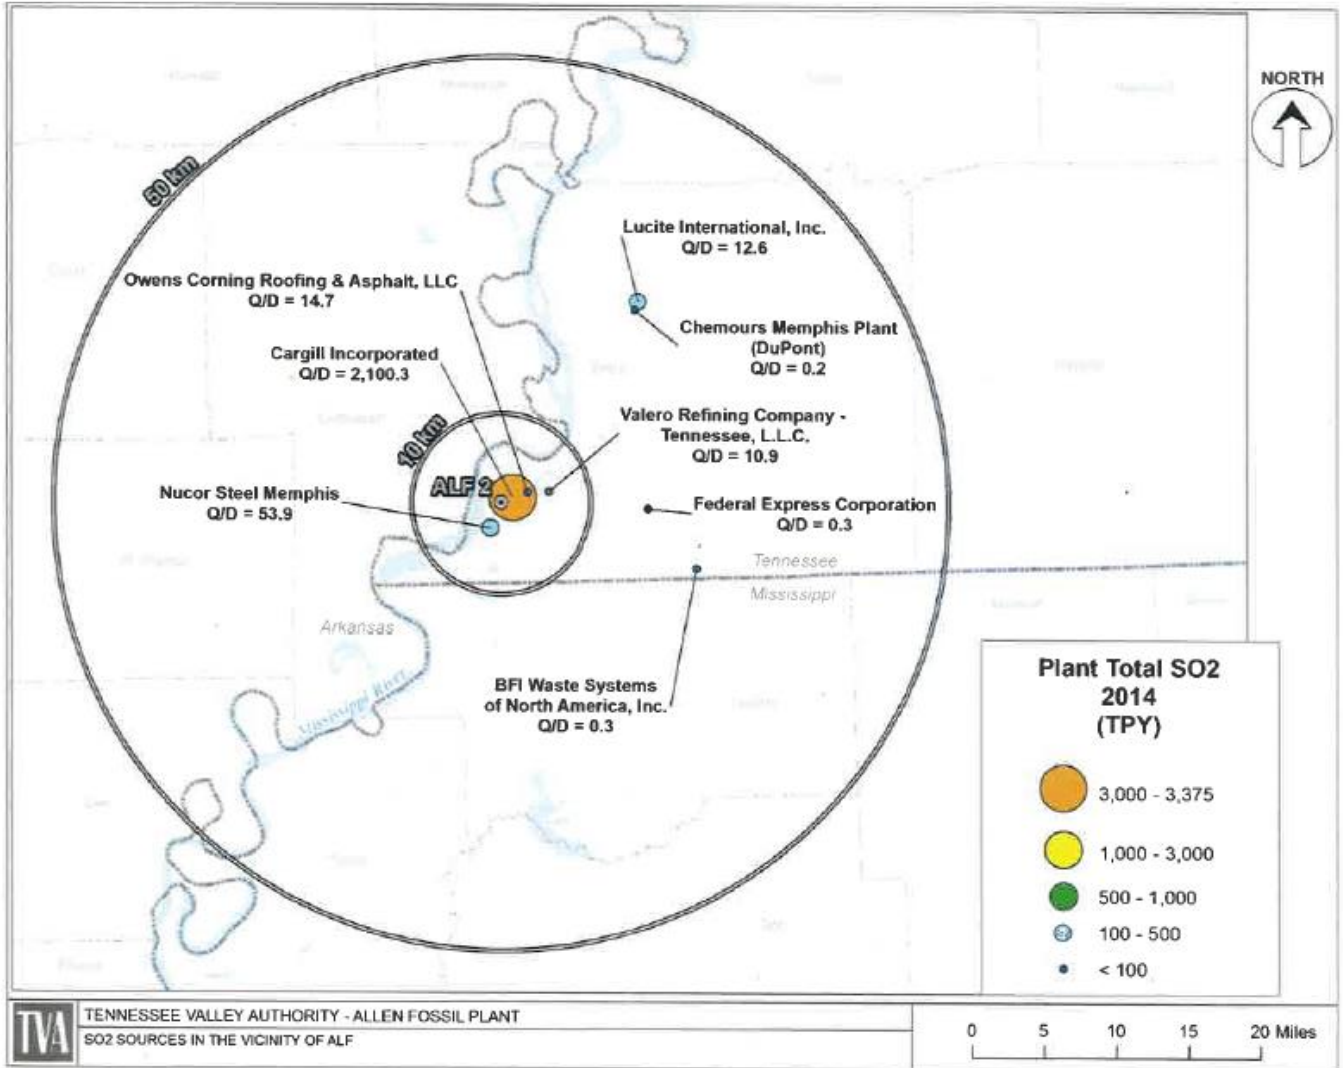 NORTH
50 km
Lucite International, Inc.
Q/D = 12.6
Owens Corning Roofing & Asphalt, LLC
Q/D = 14.7
Chemours Memphis Plant
(DuPont)
Q/D = 0.2
Cargill Incorporated
Q/D = 2,100.3
10 km
Valero Refining Company -
Tennessee, L.L.C.
Q/D = 10.9
ALF 2
Nucor Steel Memphis
Q/D = 53.9
Federal Express Corporation
Q/D = 0.3
Tennessee
Mississippi
Arkansas
Mississippi River
BFI Waste Systems
of North America, Inc.
Q/D = 0.3
Plant Total SO2
2014
(TPY)
3,000 - 3,375
1,000 - 3,000
500 - 1,000
100 - 500
< 100
TVA
TENNESSEE VALLEY AUTHORITY - ALLEN FOSSIL PLANT
SO2 SOURCES IN THE VICINITY OF ALF
0 5 10 15 20 Miles